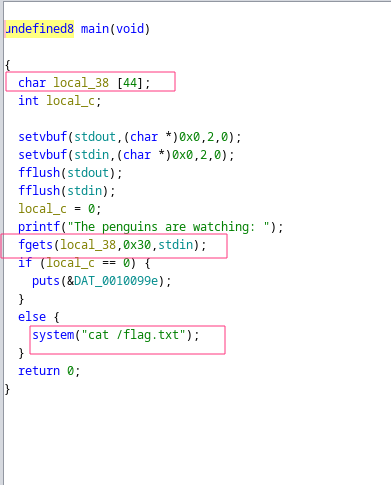 undefined8 main(void)
{
char local_38 [44];
int local_c;
setvbuf(stdout,(char *)0x0,2,0);
setvbuf(stdin,(char *)0x0,2,0);
fflush(stdout);
fflush(stdin);
local_c = 0;
printf("The penguins are watching: ");
fgets(local_38,0x30,stdin);
if (local_c == 0) {
puts(&DAT_0010099e);
}
else {
system("cat /flag.txt");
}
return 0;
}